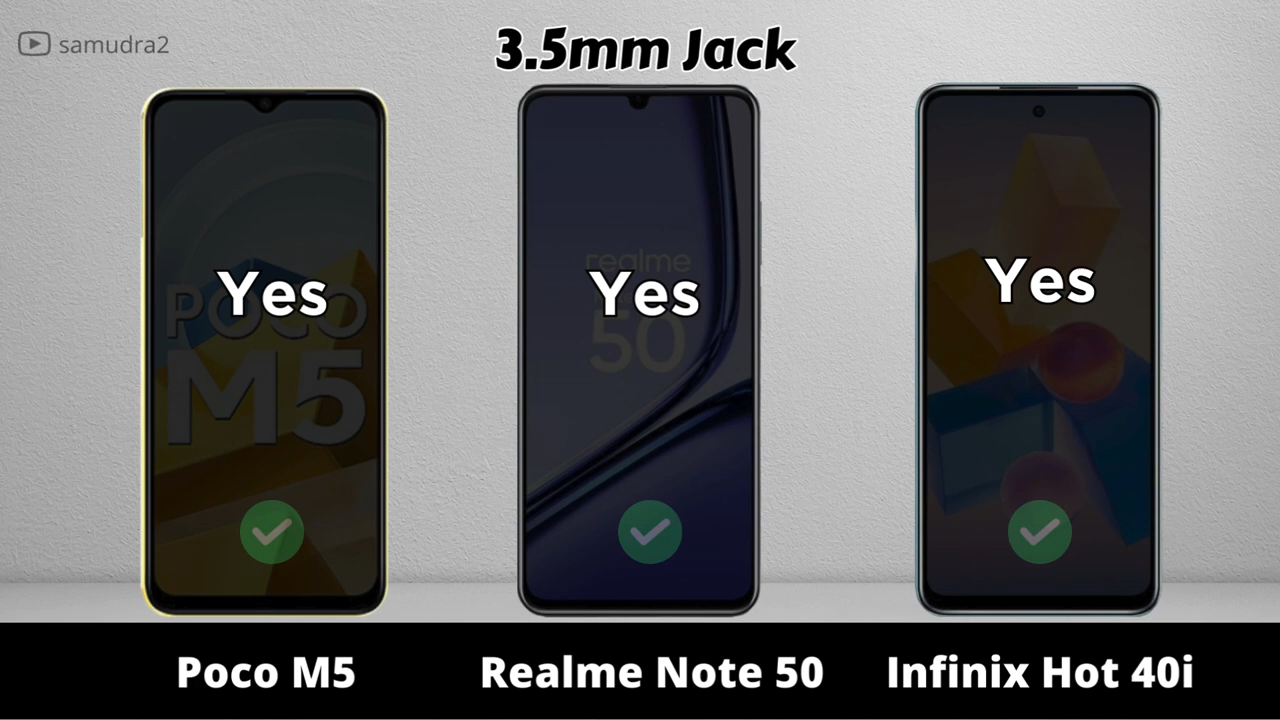 samudra2
3.5mm Jack
Yes
Yes
Yes
POCO
M5
realme
50
Poco M5
Realme Note 50
Infinix Hot 40i